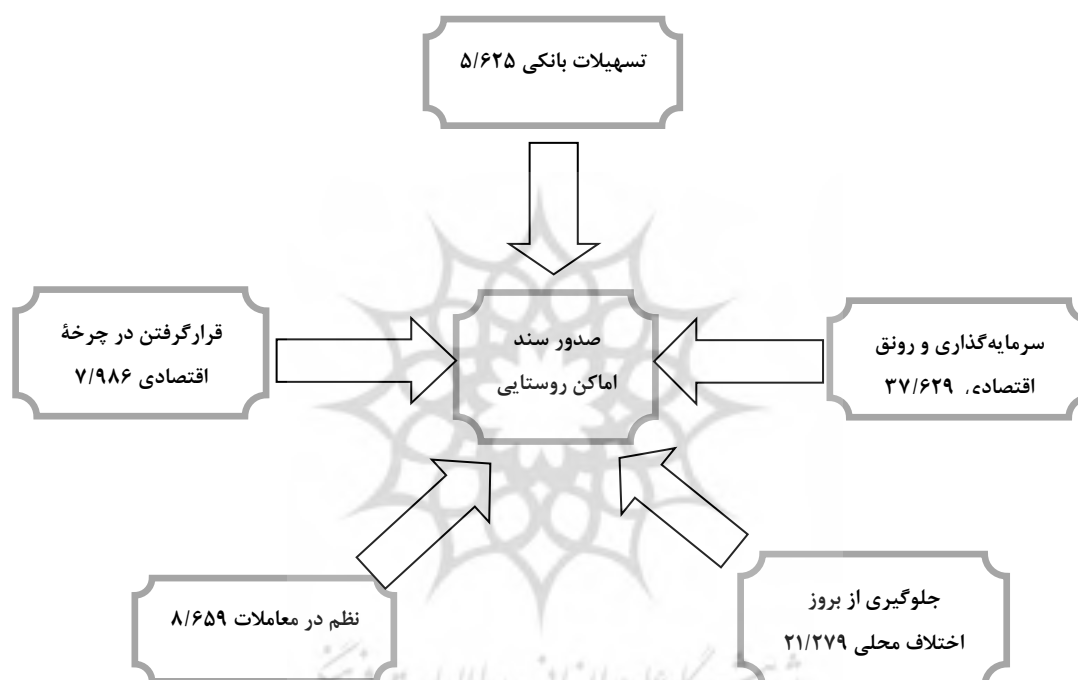 تسهیلات بانکی ۵/۶۲۵
قرارگرفتن در چرخهٔ
اقتصادی ۷/۹۸۶
صدور سند
اماکن روستایی
سرمایه‌گذاری و رونق
اقتصادی ۳۷/۶۲۹
نظم در معاملات ۸/۶۵۹
جلوگیری از بروز
اختلاف محلی ۲۱/۲۷۹